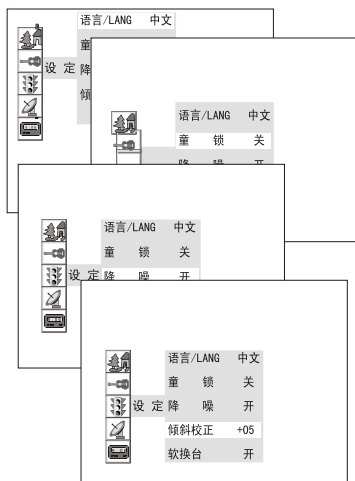 语言/LANG 中文
童
设 定 降
倾
语言/LANG 中文
童 锁 关
降 噪 开
语言/LANG 中文
童 锁 关
设 定 降 噪 开
语言/LANG 中文
童 锁 关
设 定 降 噪 开
倾斜校正 +05
软换台 开